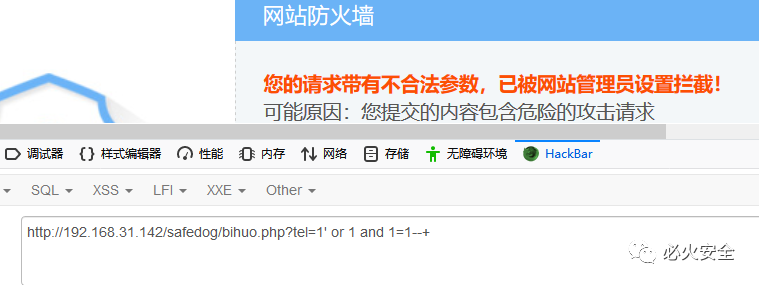 网站防火墙
您的请求带有不合法参数，已被网站管理员设置拦截！
可能原因：您提交的内容包含危险的攻击请求
调试器 样式编辑器 性能 内存 网络 存储 无障碍环境 HackBar
SQL XSS LFI XXE Other
http://192.168.31.142/safedog/bihuo.php?tel=1' or 1 and 1=1--+
必火安全